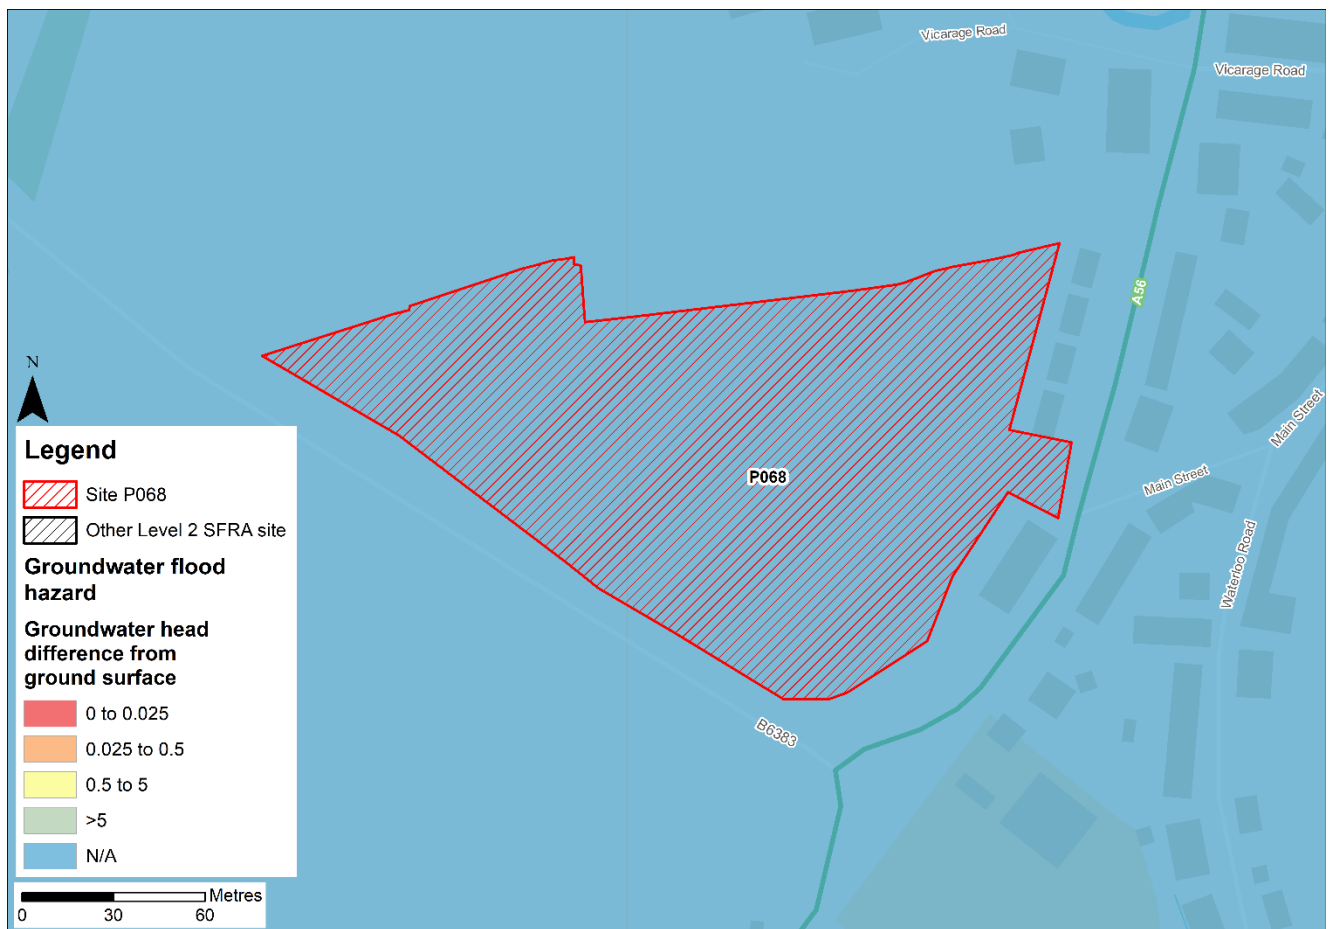 Vicarage Road
Vicarage Road
A56
Main Street
Main Street
P068
Waterloo Road
B6383
N
Legend
Site P068
Other Level 2 SFRA site
Groundwater flood
hazard
Groundwater head
difference from
ground surface
0 to 0.025
0.025 to 0.5
0.5 to 5
>5
N/A
Metres
0 30 60